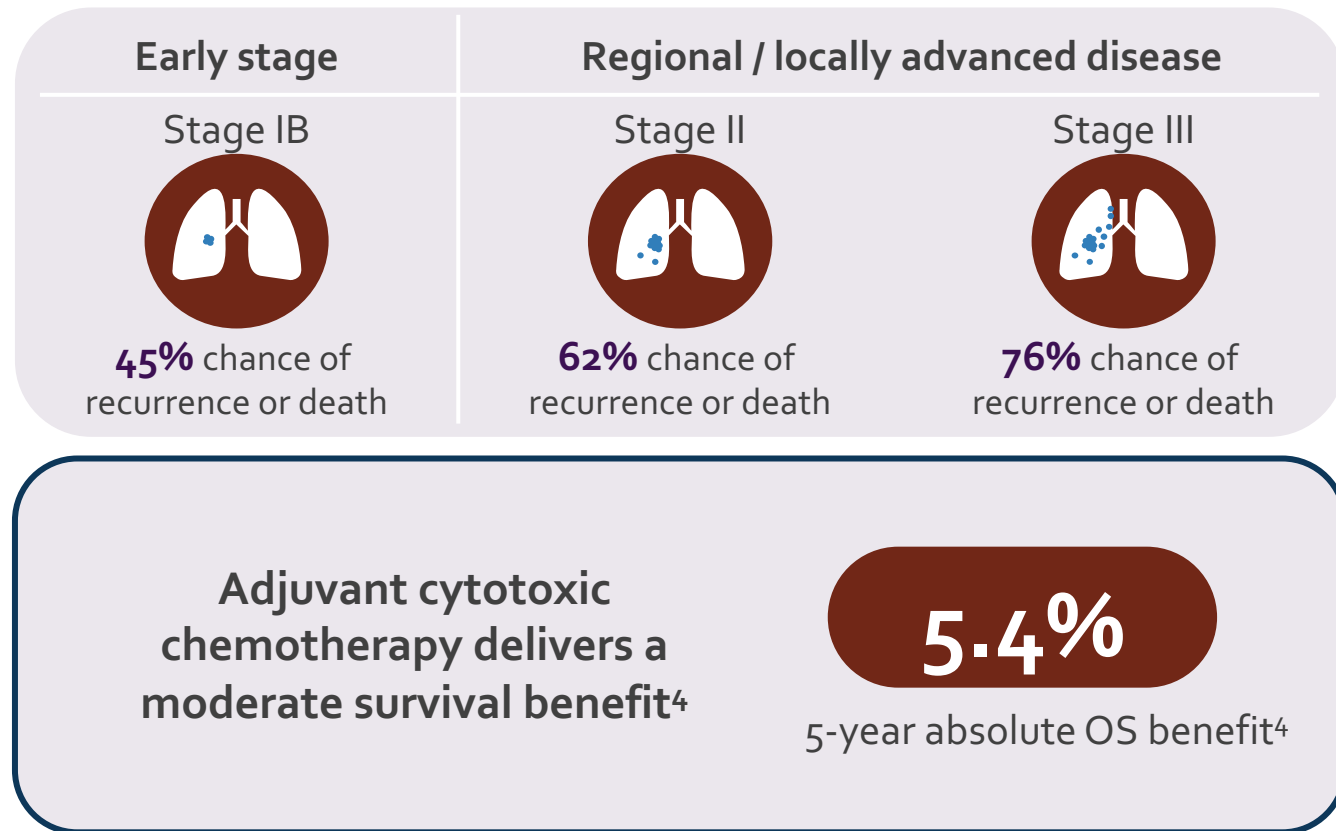 Early stage
Regional / locally advanced disease
Stage IB
Stage II
Stage III
45% chance of
recurrence or death
62% chance of
recurrence or death
76% chance of
recurrence or death
Adjuvant cytotoxic
chemotherapy delivers a
moderate survival benefit⁴
5.4%
5-year absolute OS benefit⁴